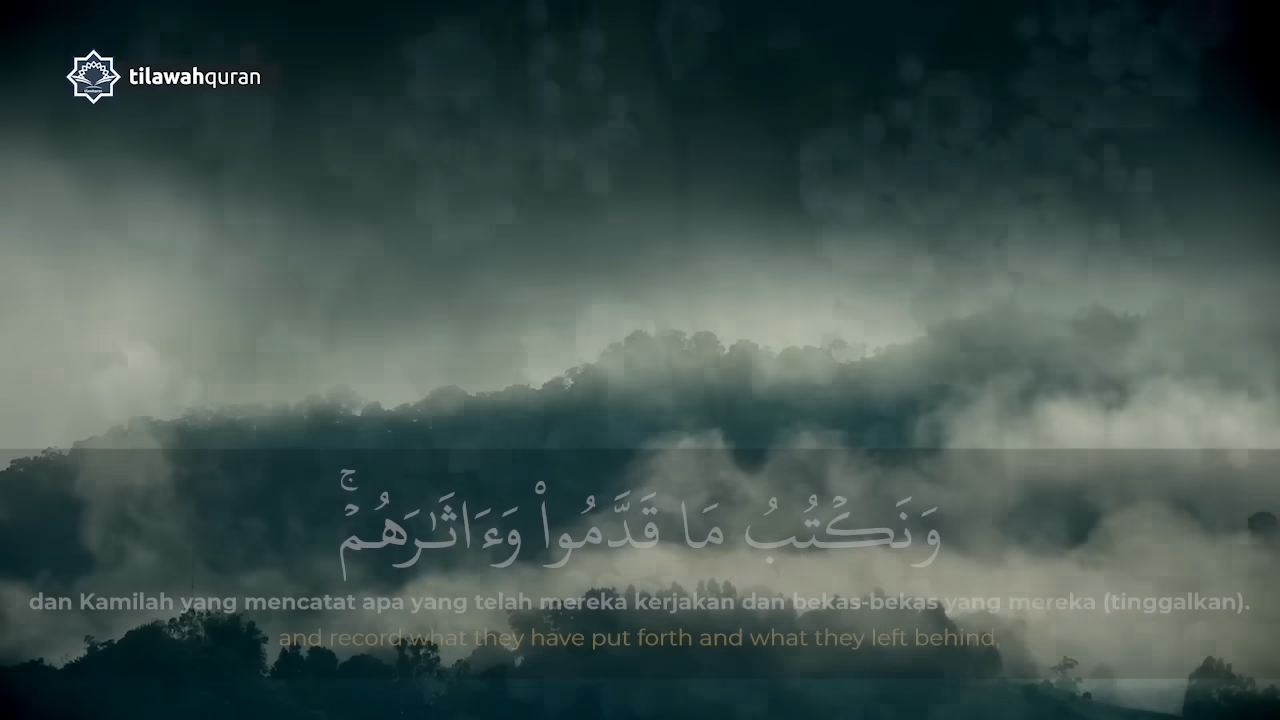 tilawahquran
وَنَكۡتُبُ مَا قَدَّمُوا۟ وَءَاثَـٰرَهُمۡۚ
dan Kamilah yang mencatat apa yang telah mereka kerjakan dan bekas-bekas yang mereka (tinggalkan).
and record what they have put forth and what they left behind,